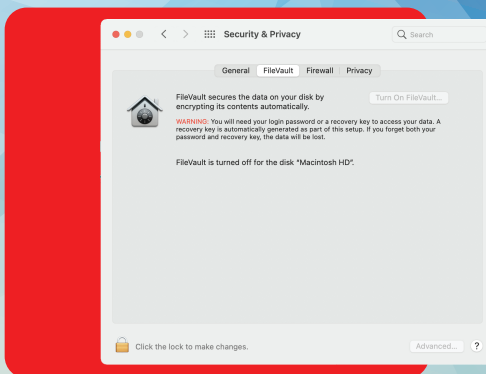 Security & Privacy
Search
General FileVault Firewall Privacy
FileVault secures the data on your disk by
encrypting its contents automatically.
Turn On FileVault...
WARNING: You will need your login password or a recovery key to access your data. A
recovery key is automatically generated as part of this setup. If you forget both your
password and recovery key, the data will be lost.
FileVault is turned off for the disk “Macintosh HD”.
Click the lock to make changes.
Advanced...
?